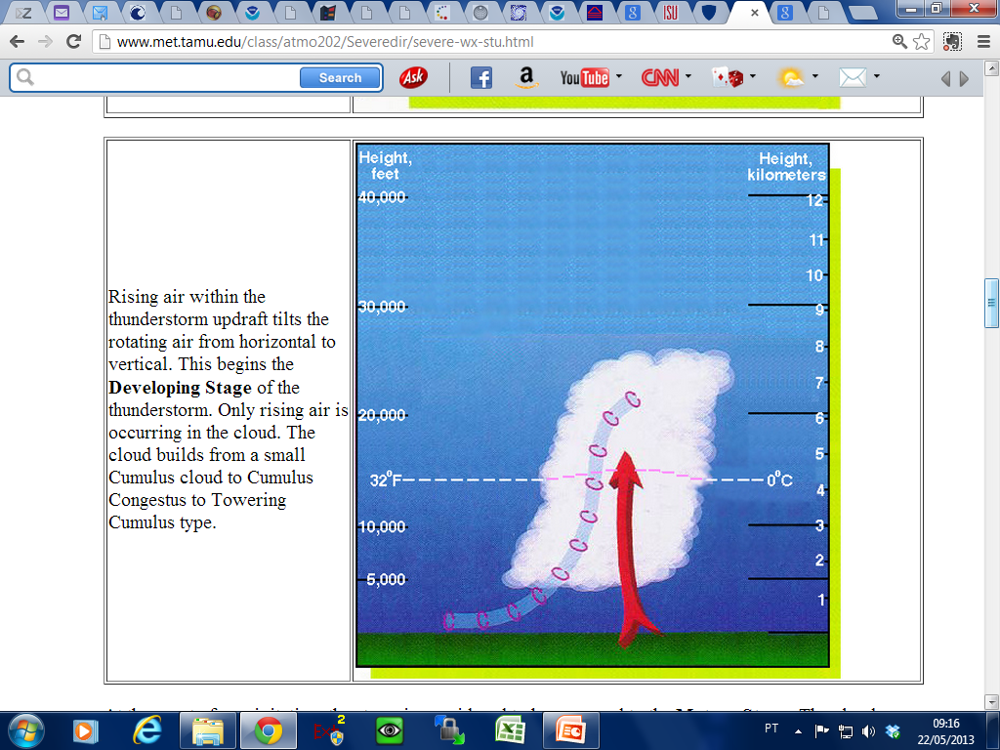 www.met.tamu.edu/class/atmo202/Severedir/severe-wx-stu.html
Search
Ask
You Tube
CNN
Rising air within the
thunderstorm updraft tilts the
rotating air from horizontal to
vertical. This begins the
Developing Stage of the
thunderstorm. Only rising air is
occurring in the cloud. The
cloud builds from a small
Cumulus cloud to Cumulus
Congestus to Towering
Cumulus type.
Height,
feet
Height,
kilometers
40,000
12
11
10
30,000
9
8
7
20,000
6
5
32°F
0°C
4
10,000
3
2
5,000
1
PT
09:16
22/05/2013